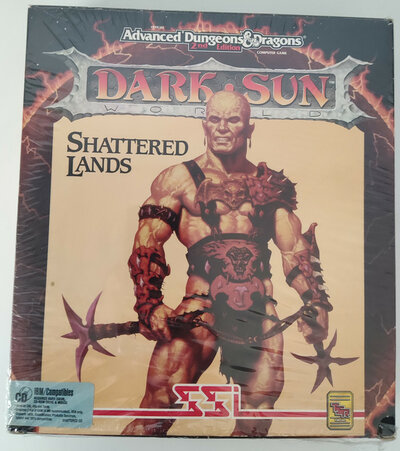 Advanced Dungeons & Dragons
2nd Edition
COMPUTER GAME
DARK SUN
WORLD
SHATTERED
LANDS
CD
IBM/Compatibles
SSi